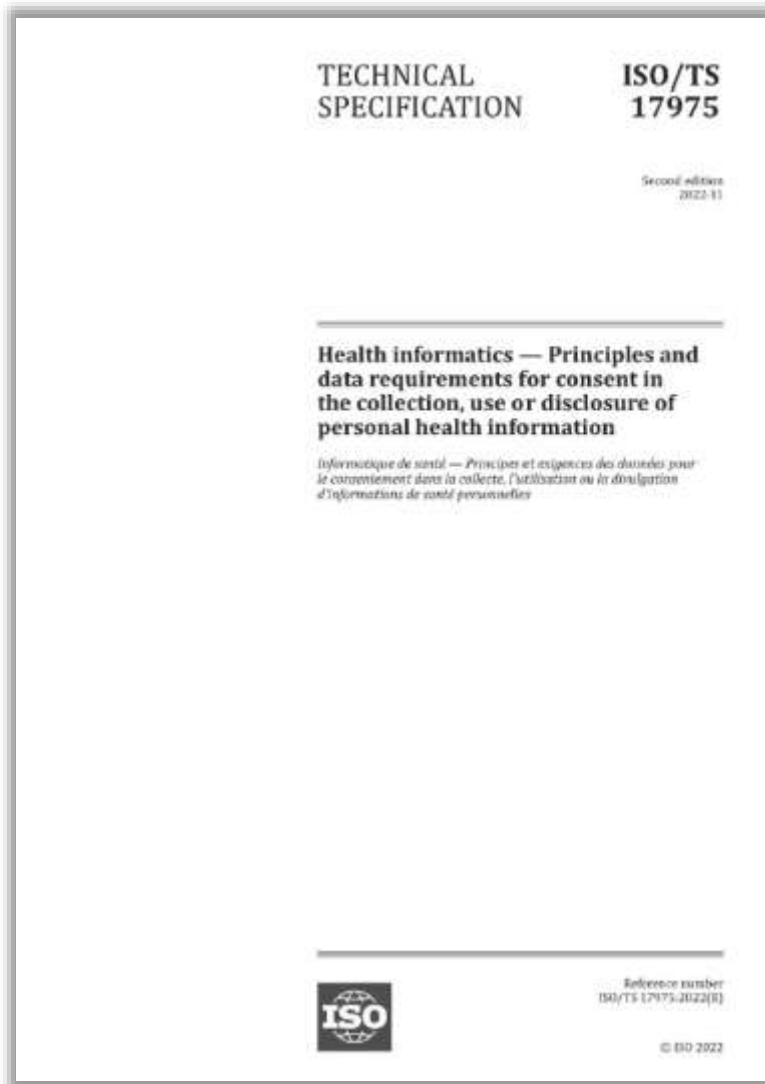 TECHNICAL
SPECIFICATION
ISO/TS
17975
Second edition
2022-11
Health informatics — Principles and
data requirements for consent in
the collection, use or disclosure of
personal health information
Informatique de santé — Principes et exigences des données pour
le consentement dans la collecte, l'utilisation ou la divulgation
d'informations de santé personnelles
ISO
Reference number
ISO/TS 17975:2022(E)
© ISO 2022